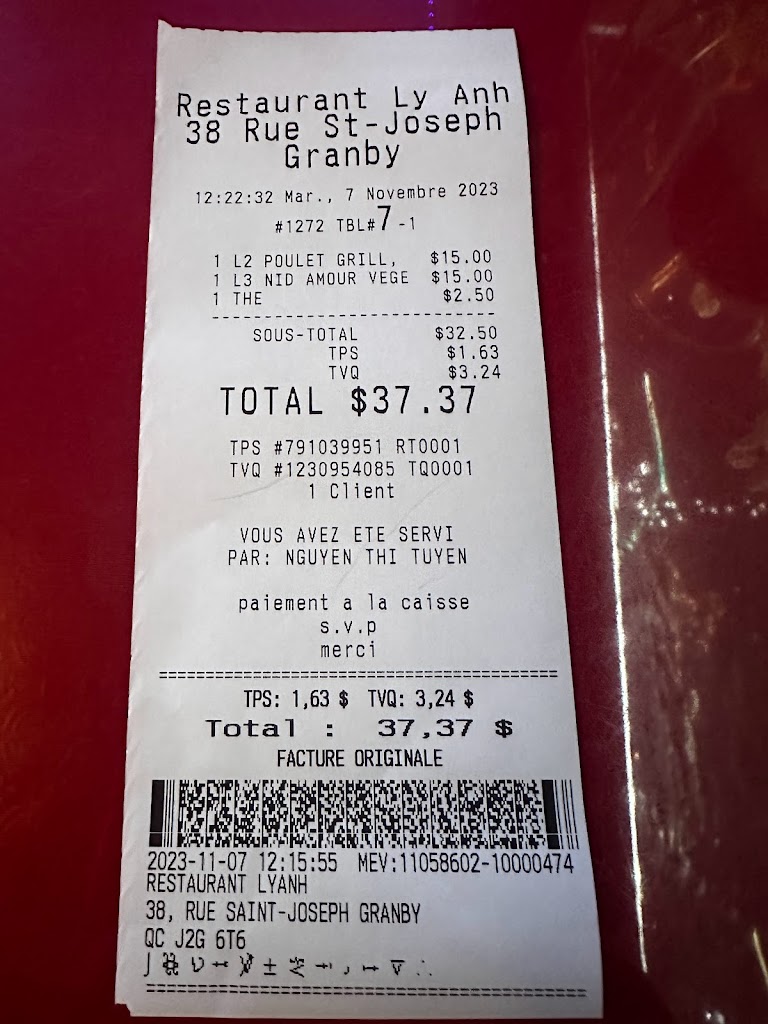 Restaurant Ly Anh
38 Rue St-Joseph
Granby
12:22:32 Mar., 7 Novembre 2023
#1272 TBL#7-1
1 L2 POULET GRILL, $15.00
1 L3 NID AMOUR VEGE $15.00
1 THE $2.50
SOUS-TOTAL $32.50
TPS $1.63
TVQ $3.24
TOTAL $37.37
TPS #791039951 RT0001
TVQ #1230954085 TQ0001
1 Client
VOUS AVEZ ETE SERVI
PAR: NGUYEN THI TUYEN
paiement a la caisse
s.v.p
merci
TPS: 1,63 $ TVQ: 3,24 $
Total : 37,37 $
FACTURE ORIGINALE
2023-11-07 12:15:55 MEV:11058602-10000474
RESTAURANT LYANH
38, RUE SAINT-JOSEPH GRANBY
QC J2G 6T6